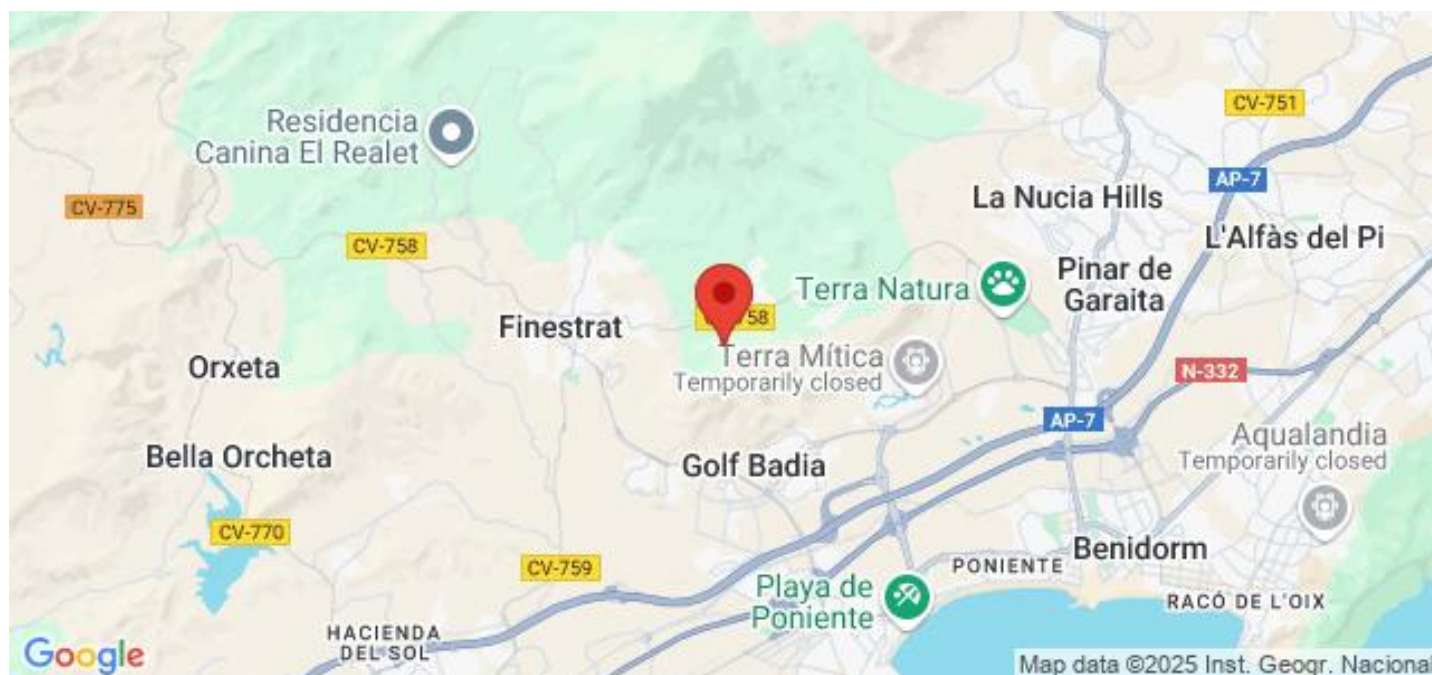 CV-751
Residencia
Canina El Realet
AP-7
CV-775
La Nucia Hills
CV-758
L'Alfàs del Pi
Pinar de
Garaita
Terra Natura
Finestrat
Terra Mítica
Temporarily closed
Orxeta
N-332
AP-7
Aqualandia
Temporarily closed
Bella Orcheta
Golf Badia
CV-770
Benidorm
CV-759
PONIENTE
Playa de
Poniente
RACÓ DE L'OIX
HACIENDA
DEL SOL
Google
Map data ©2025 Inst. Geogr. Nacional